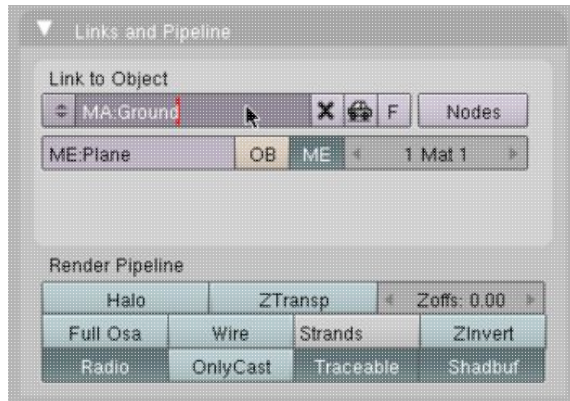 Links and Pipeline
Link to Object
MA:Ground F Nodes
ME:Plane OB ME 1 Mat 1
Render Pipeline
Halo ZTransp Zoffs: 0.00
Full Osa Wire Strands ZInvert
Radio OnlyCast Traceable Shadbuf